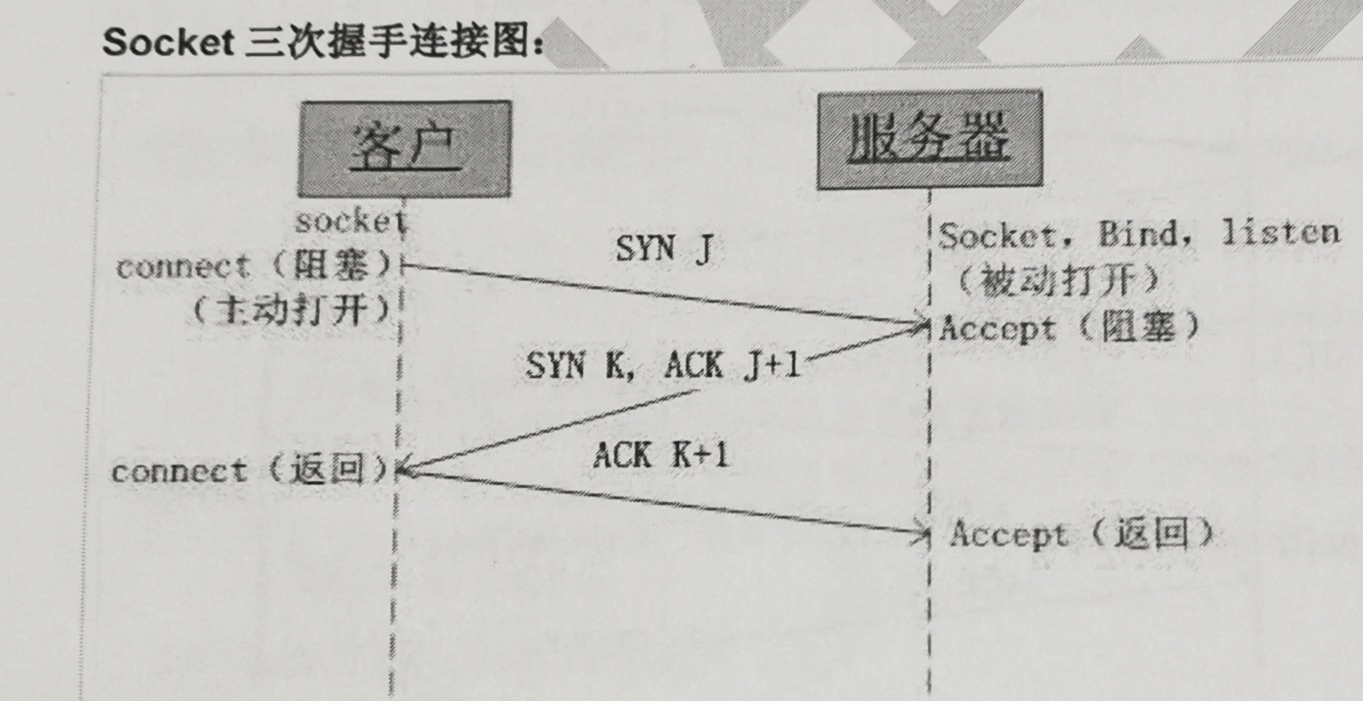 Socket 三次握手连接图：
客户
服务器
socket
SYN J
Socket, Bind, listen
connect（阻塞）
（被动打开）
（主动打开）
Accept（阻塞）
SYN K, ACK J+1
ACK K+1
connect（返回）
Accept（返回）